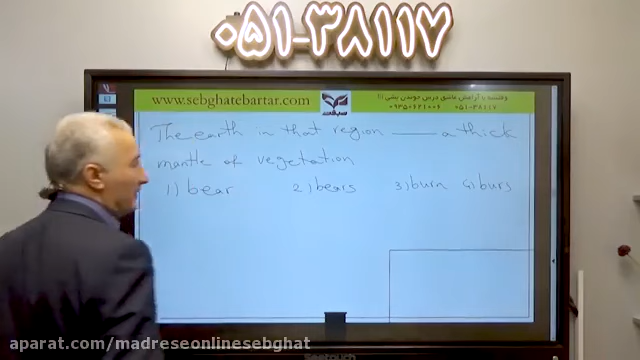 ۰۵۱-۳۸۱۱۷
www.sebghatebartar.com
۰۵۱-۳۸۱۱۷
The earth in that region —— a thick
mantle of vegetation
1) bear 2) bears 3) burn 4) burs
seetouch
aparat.com/madreseonlinesebghat